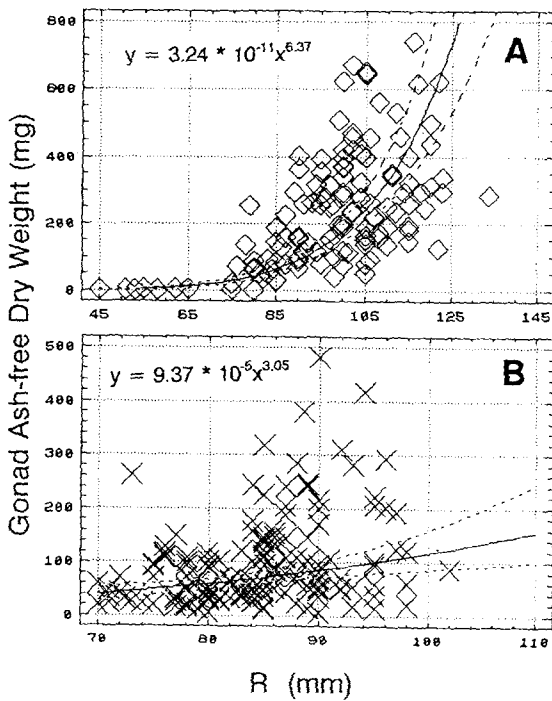 Gonad Ash-free Dry Weight (mg)
800
600
400
200
0
y = 3.24 * 10⁻¹¹x⁶·³⁷
A
45 65 85 105 125 145
500
400
300
200
100
0
y = 9.37 * 10⁻⁵x³·⁰⁵
B
70 80 90 100 110
R (mm)